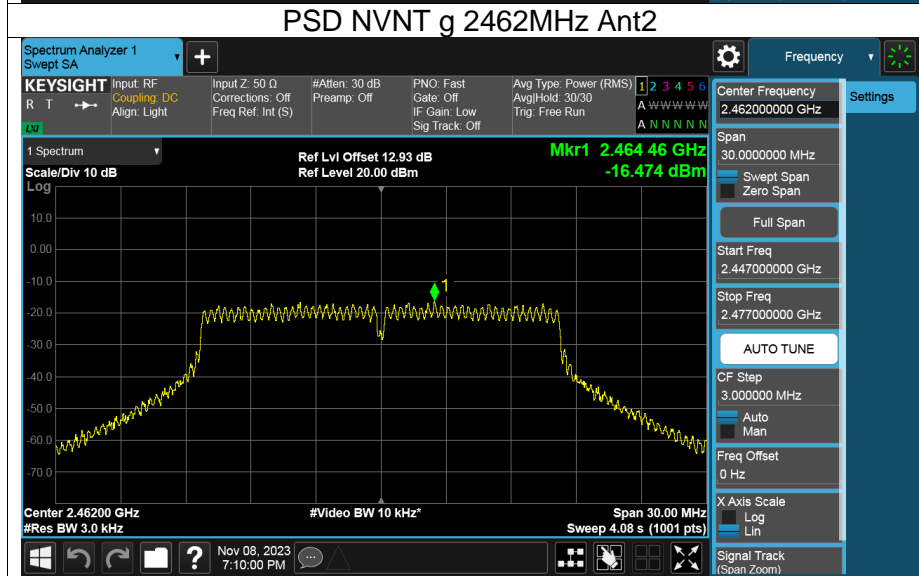 PSD NVNT g 2462MHz Ant2
Spectrum Analyzer 1
Swept SA
+
Frequency
KEYSIGHT
R T
LXI
Input: RF
Coupling: DC
Align: Light
Input Z: 50 Ω
Corrections: Off
Freq Ref: Int (S)
#Atten: 30 dB
Preamp: Off
PNO: Fast
Gate: Off
IF Gain: Low
Sig Track: Off
Avg Type: Power (RMS)
Avg|Hold: 30/30
Trig: Free Run
1 2 3 4 5 6
A W W W W W
A N N N N N
Center Frequency
2.462000000 GHz
Settings
Span
30.0000000 MHz
Swept Span
Zero Span
Full Span
Start Freq
2.447000000 GHz
Stop Freq
2.477000000 GHz
AUTO TUNE
CF Step
3.000000 MHz
Auto
Man
Freq Offset
0 Hz
X Axis Scale
Log
Lin
Signal Track
(Span Zoom)
1 Spectrum
Scale/Div 10 dB
Ref Lvl Offset 12.93 dB
Ref Level 20.00 dBm
Mkr1 2.464 46 GHz
-16.474 dBm
Log
10.0
0.00
-10.0
1
-20.0
-30.0
-40.0
-50.0
-60.0
-70.0
Center 2.46200 GHz
#Video BW 10 kHz*
Span 30.00 MHz
#Res BW 3.0 kHz
Sweep 4.08 s (1001 pts)
?
Nov 08, 2023
7:10:00 PM